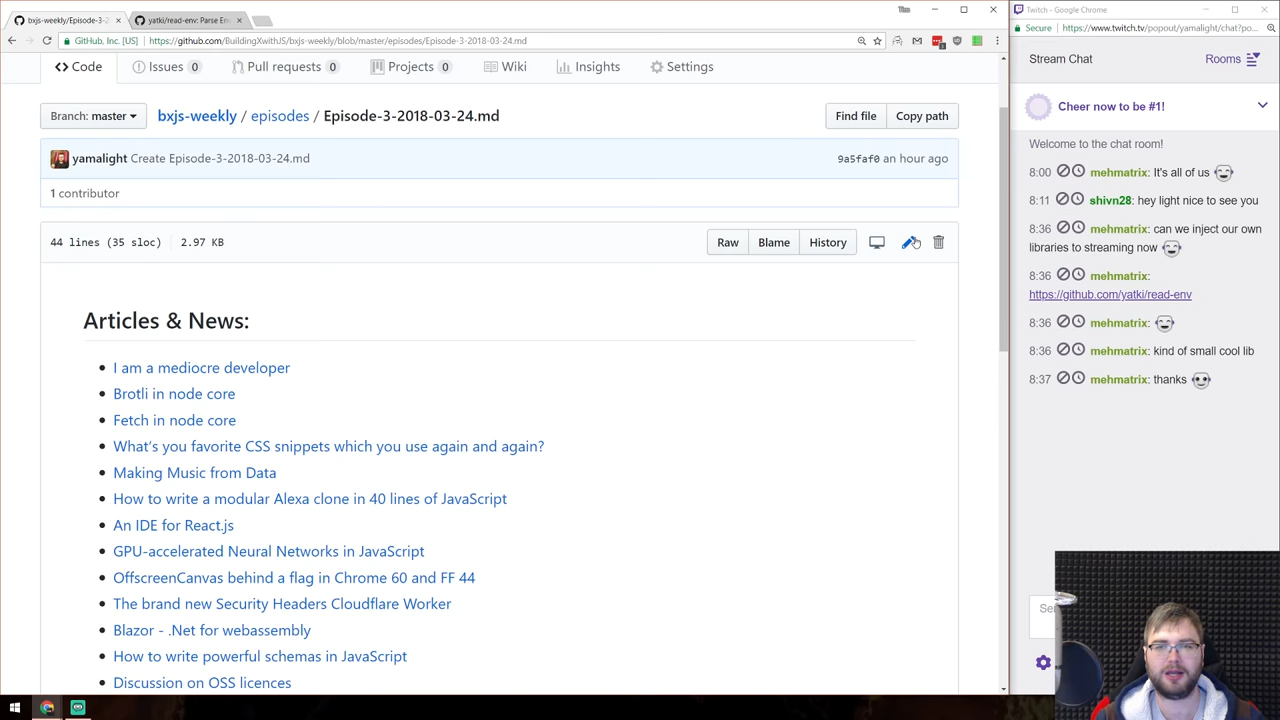 bxjs-weekly/Episode-3-2
yatki/read-env: Parse En
Tim
GitHub, Inc. [US]
https://github.com/BuildingXwithJS/bxjs-weekly/blob/master/episodes/Episode-3-2018-03-24.md
Code
Issues 0
Pull requests 0
Projects 0
Wiki
Insights
Settings
Branch: master
bxjs-weekly / episodes / Episode-3-2018-03-24.md
Find file
Copy path
yamalight Create Episode-3-2018-03-24.md
9a5faf0 an hour ago
1 contributor
44 lines (35 sloc)
2.97 KB
Raw
Blame
History
Articles & News:
I am a mediocre developer
Brotli in node core
Fetch in node core
What's you favorite CSS snippets which you use again and again?
Making Music from Data
How to write a modular Alexa clone in 40 lines of JavaScript
An IDE for React.js
GPU-accelerated Neural Networks in JavaScript
OffscreenCanvas behind a flag in Chrome 60 and FF 44
The brand new Security Headers Cloudflare Worker
Blazor - .Net for webassembly
How to write powerful schemas in JavaScript
Discussion on OSS licences
Twitch - Google Chrome
Secure
https://www.twitch.tv/popout/yamalight/chat?po...
Stream Chat
Rooms
Cheer now to be #1!
Welcome to the chat room!
8:00 mehmatrix: It's all of us
8:11 shivn28: hey light nice to see you
8:36 mehmatrix: can we inject our own
libraries to streaming now
8:36 mehmatrix:
https://github.com/yatki/read-env
8:36 mehmatrix:
8:36 mehmatrix: kind of small cool lib
8:37 mehmatrix: thanks
Se